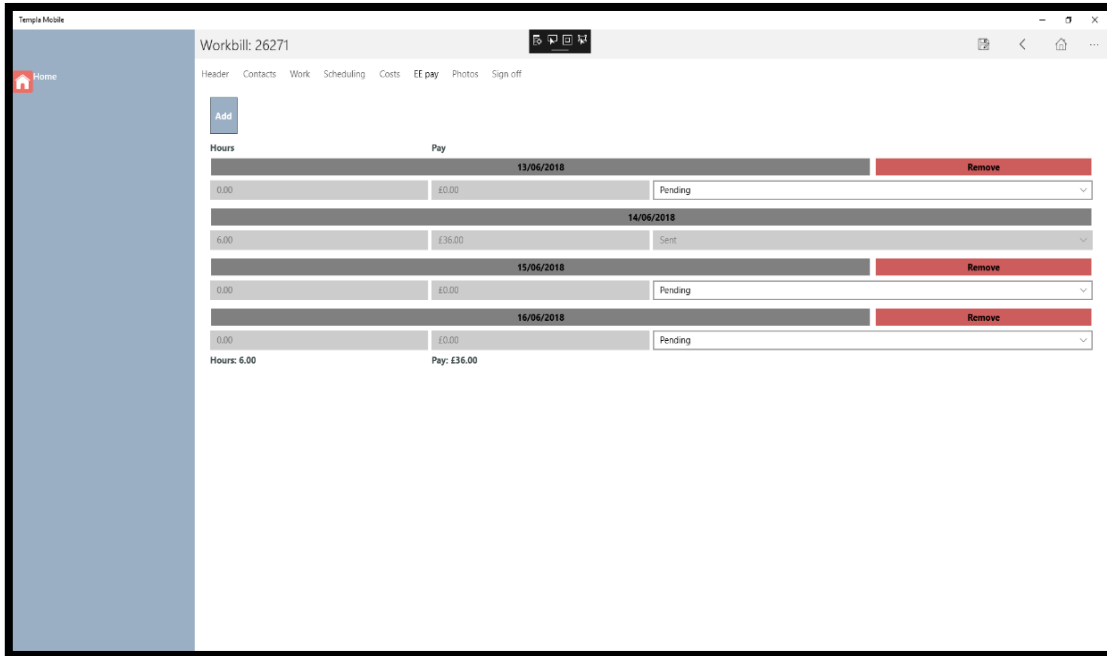 Templa Mobile
Workbill: 26271
Home
Header Contacts Work Scheduling Costs EE pay Photos Sign off
Add
Hours Pay
13/06/2018 Remove
0.00 £0.00 Pending
14/06/2018
6.00 £36.00 Sent
15/06/2018 Remove
0.00 £0.00 Pending
16/06/2018 Remove
0.00 £0.00 Pending
Hours: 6.00 Pay: £36.00